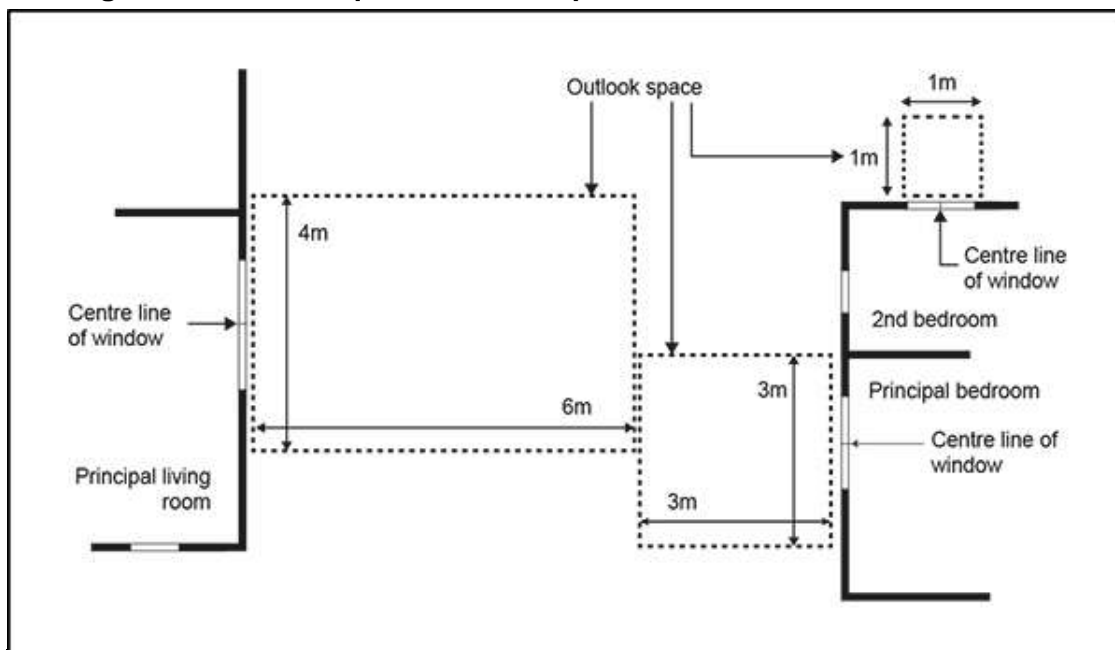 Outlook space
1m
1m
4m
Centre line
of window
Centre line
of window
2nd bedroom
Principal bedroom
3m
6m
Centre line of
window
Principal living
room
3m